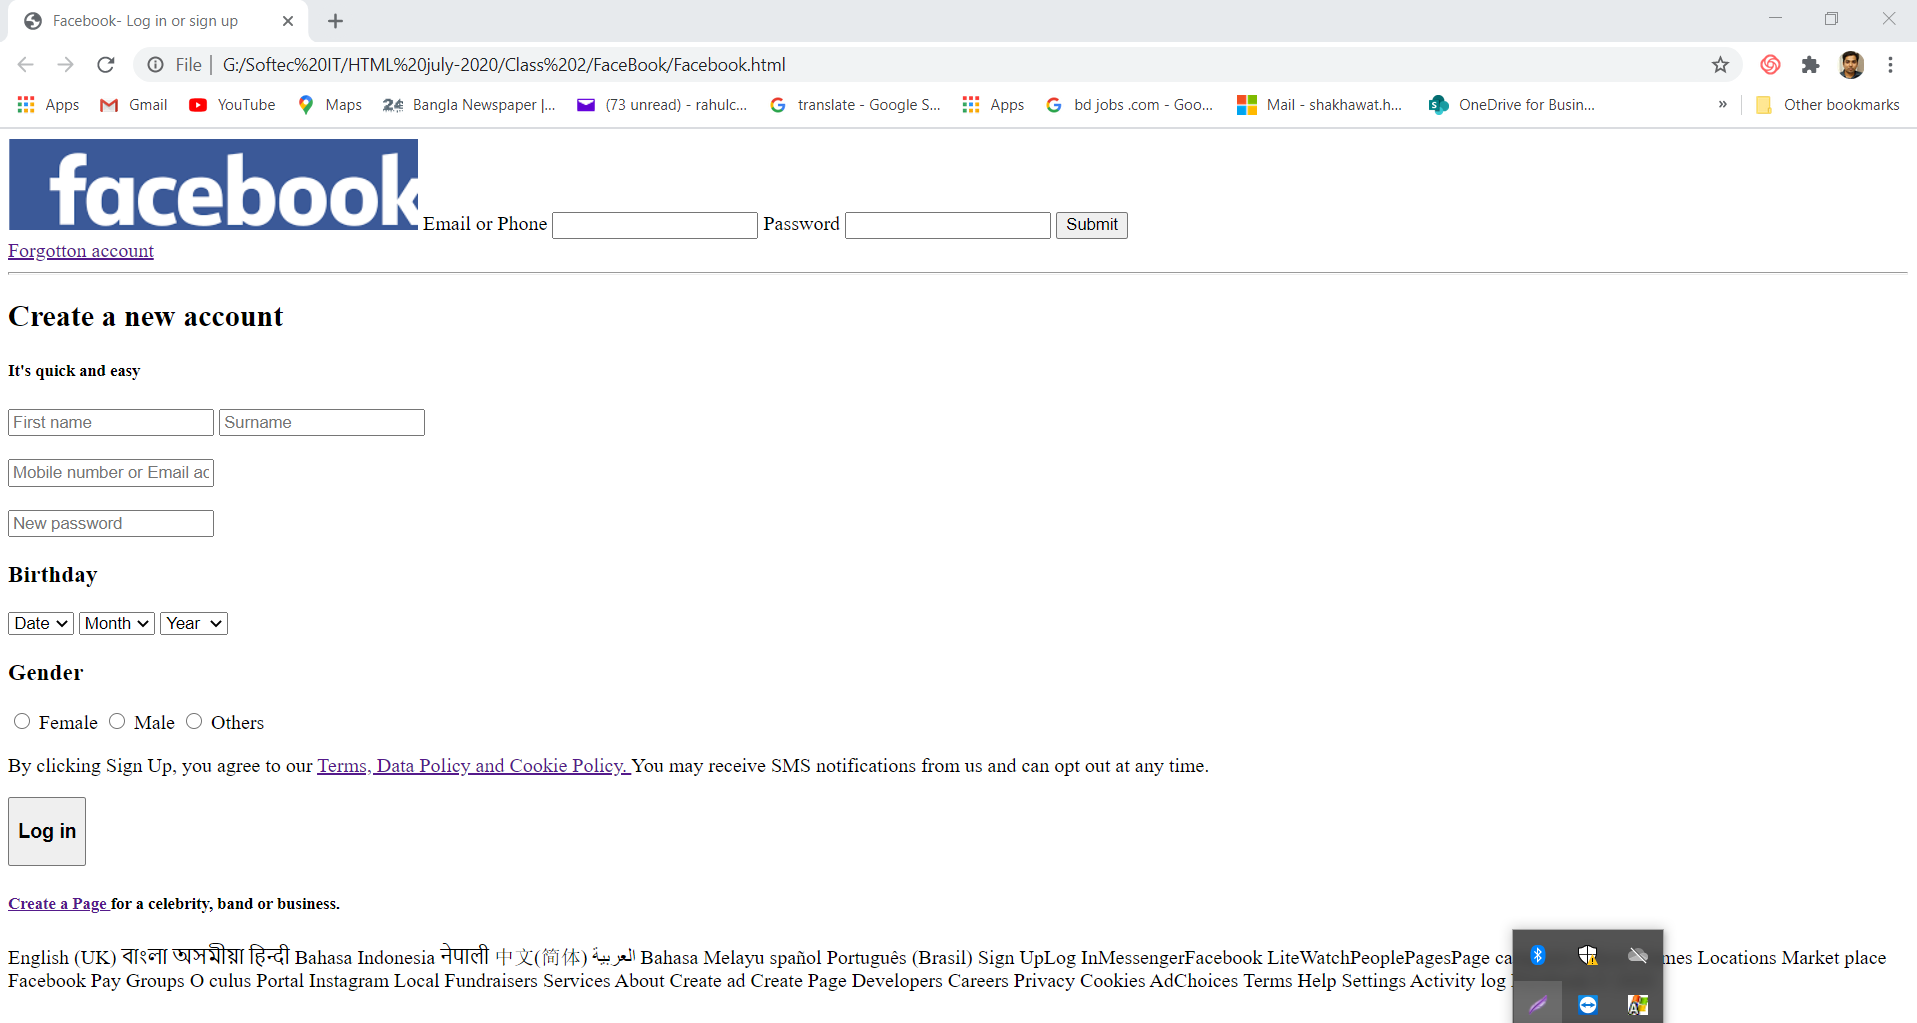 Facebook- Log in or sign up
File | G:/Softec%20IT/HTML%20july-2020/Class%202/FaceBook/Facebook.html
Apps Gmail YouTube Maps Bangla Newspaper |... (73 unread) - rahulc... translate - Google S... Apps bd jobs .com - Goo... Mail - shakhawat.h... OneDrive for Busin... » Other bookmarks
facebook Email or Phone Password Submit
Forgotton account
Create a new account
It's quick and easy
First name Surname
Mobile number or Email ac
New password
Birthday
Date Month Year
Gender
Female Male Others
By clicking Sign Up, you agree to our Terms, Data Policy and Cookie Policy. You may receive SMS notifications from us and can opt out at any time.
Log in
Create a Page for a celebrity, band or business.
English (UK) বাংলা অসমীয়া हिन्दी Bahasa Indonesia नेपाली 中文(简体) العربية Bahasa Melayu spañol Português (Brasil) Sign UpLog InMessengerFacebook LiteWatchPeoplePagesPage ca mes Locations Market place
Facebook Pay Groups O culus Portal Instagram Local Fundraisers Services About Create ad Create Page Developers Careers Privacy Cookies AdChoices Terms Help Settings Activity log